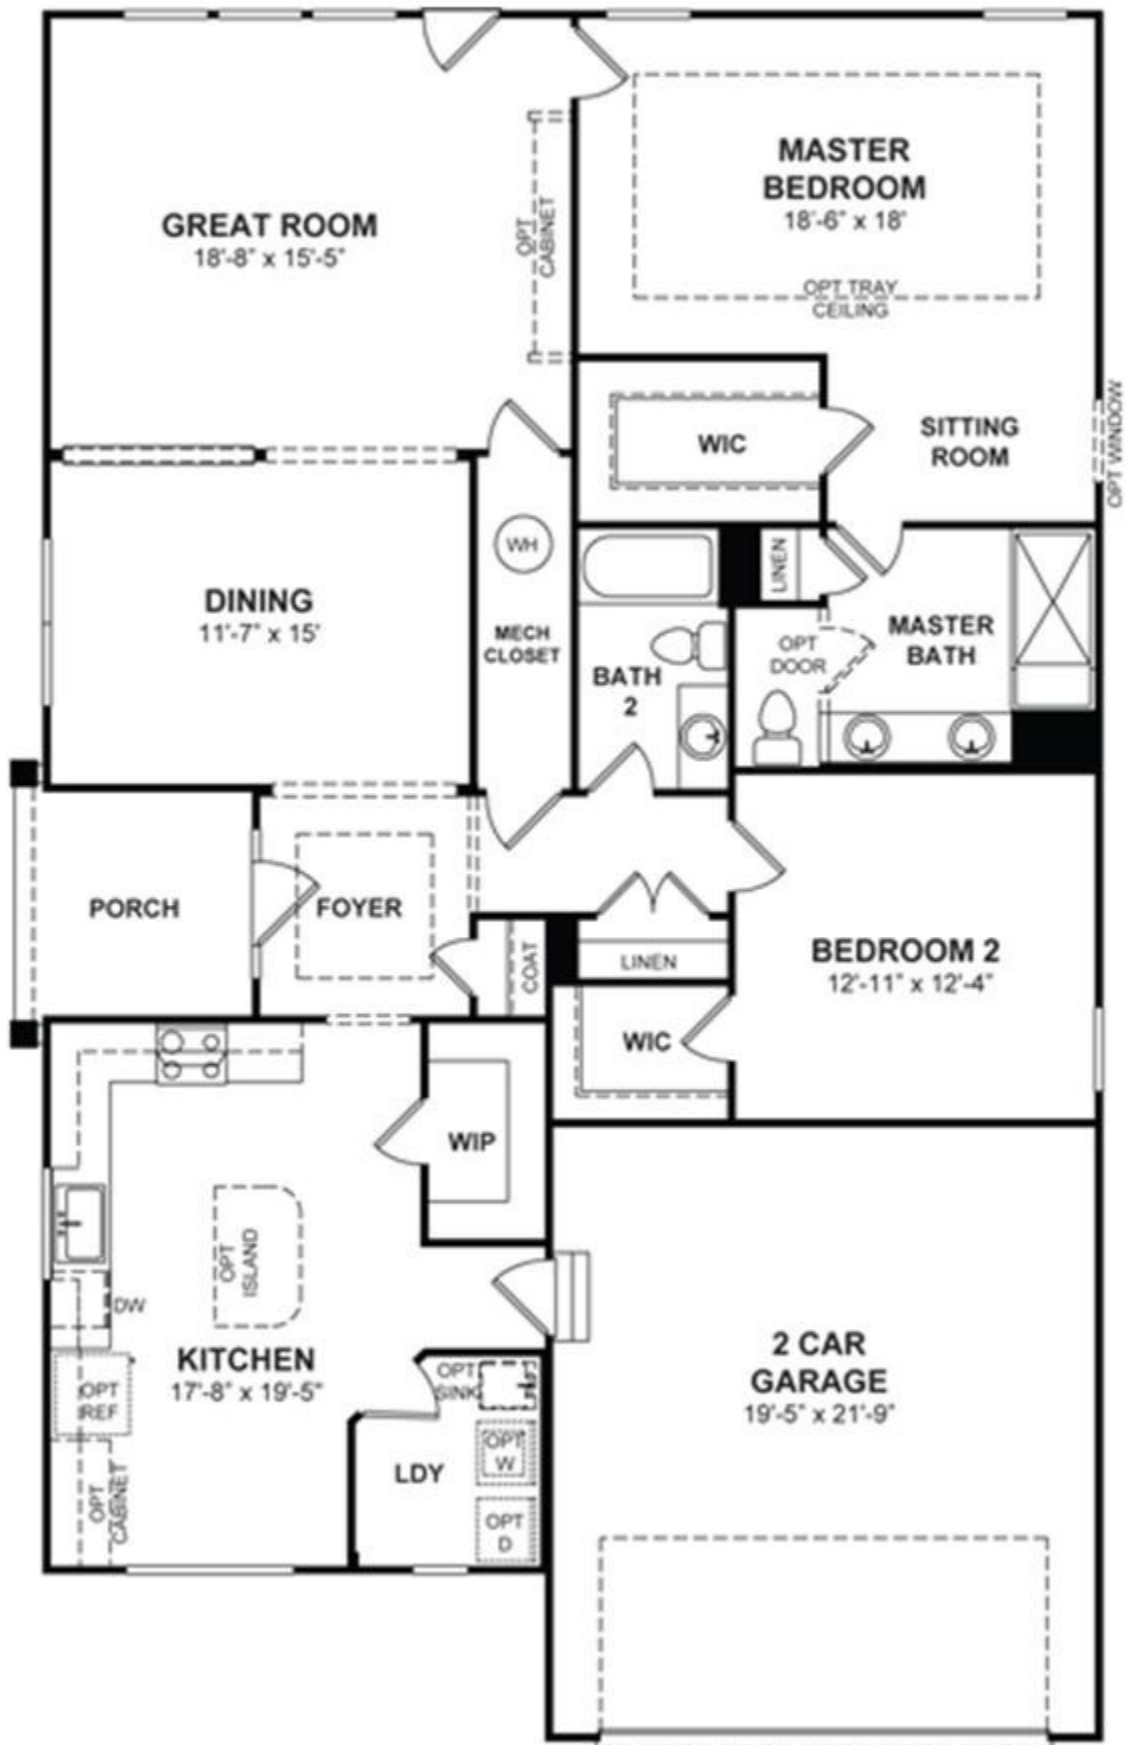 MASTER
BEDROOM
18'-6" x 18'
OPT TRAY
CEILING
GREAT ROOM
18'-8" x 15'-5"
OPT
CABINET
WIC
SITTING
ROOM
OPT WINDOW
WH
LINEN
DINING
11'-7" x 15'
MECH
CLOSET
BATH
2
OPT
DOOR
MASTER
BATH
PORCH
FOYER
COAT
LINEN
BEDROOM 2
12'-11" x 12'-4"
WIC
WIP
OPT
ISLAND
DW
KITCHEN
17'-8" x 19'-5"
OPT
REF
OPT
CABINET
OPT
SINK
OPT
W
LDY
OPT
D
2 CAR
GARAGE
19'-5" x 21'-9"